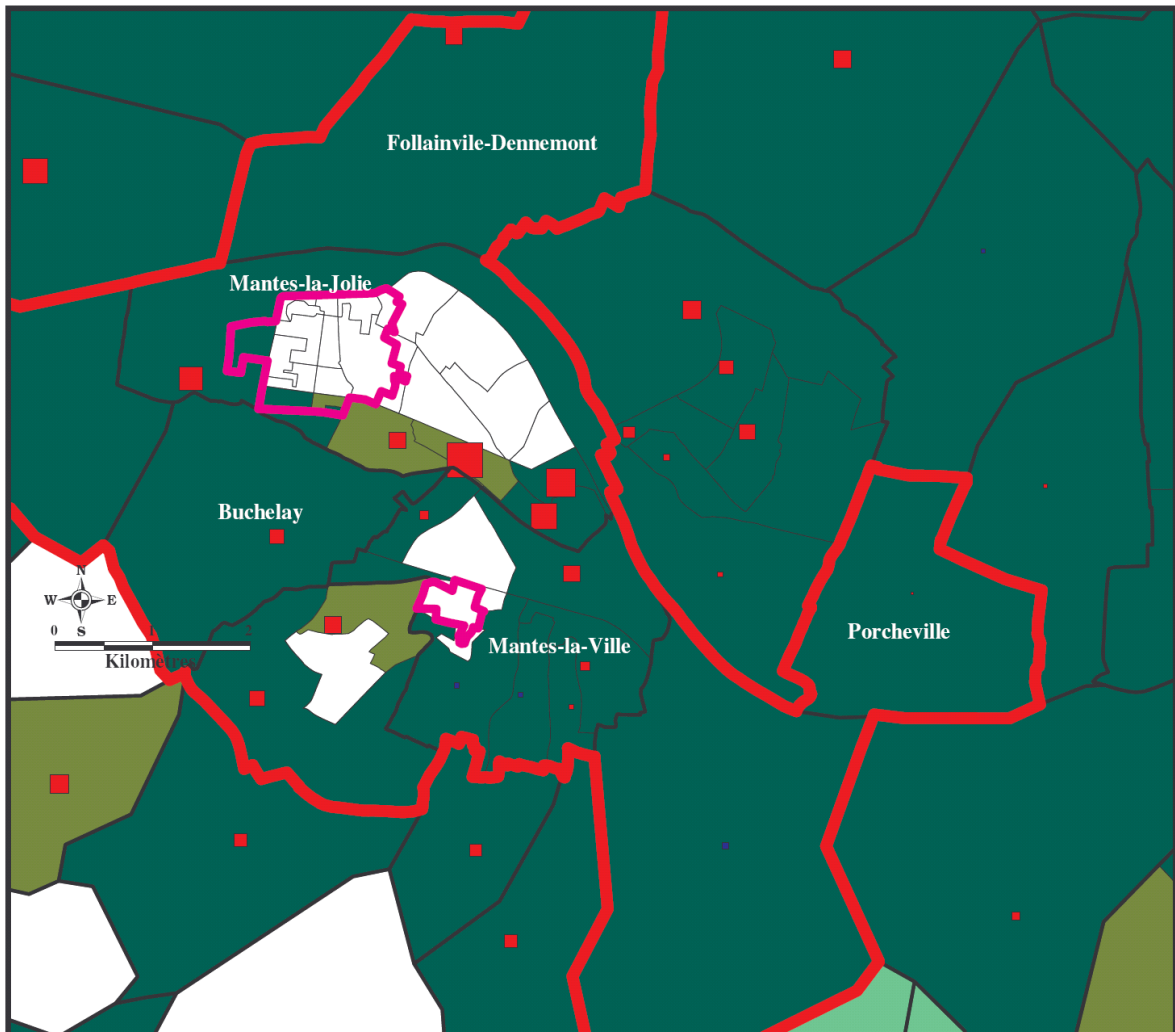 Follainvile-Dennemont
Mantes-la-Jolie
Buchelay
N
W E
S
0 1 2
Kilomètres
Mantes-la-Ville
Porcheville